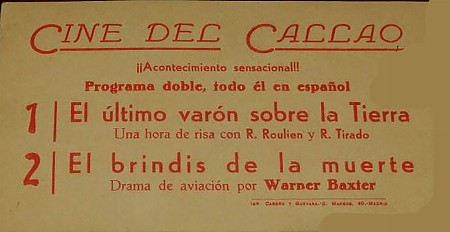 CINE DEL CALLAO
¡¡Acontecimiento sensacional!!
Programa doble, todo él en español
1 El último varón sobre la Tierra
Una hora de risa con R. Roulien y R. Tirado
2 El brindis de la muerte
Drama de aviación por Warner Baxter